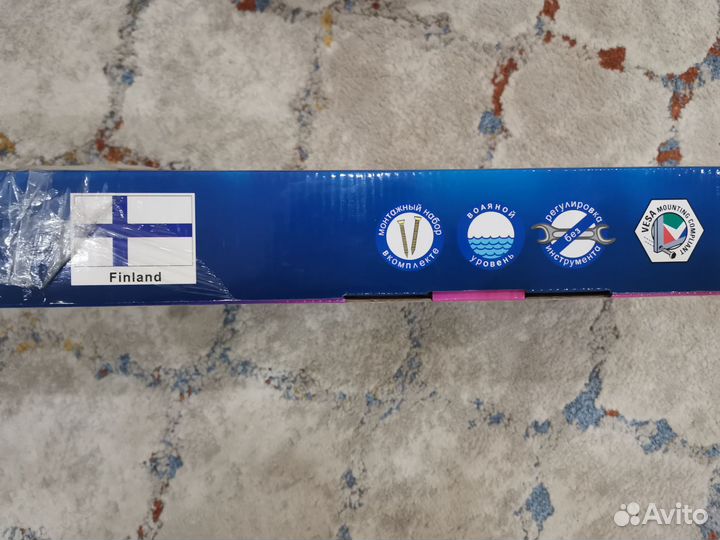 Finland
монтажный набор
в комплекте
водяной
уровень
регулировка
без
инструмента
VESA MOUNTING COMPLIANT
Avito